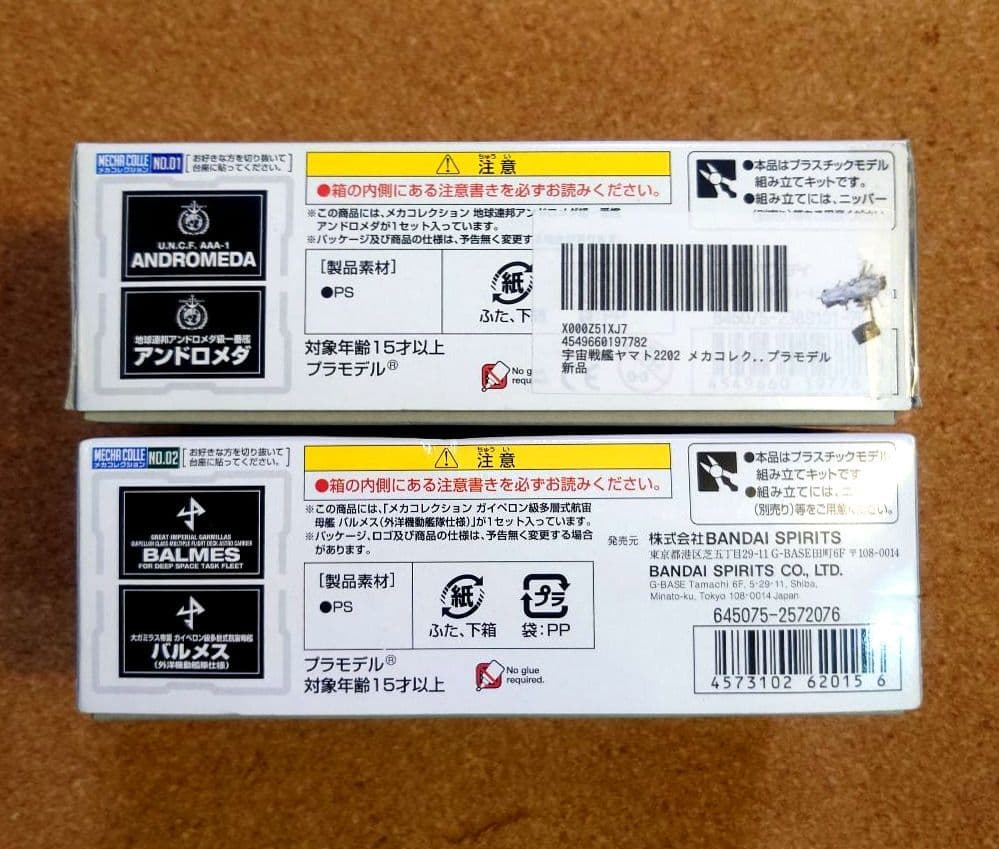 MECHA COLLE
メカコレクション
NO.01
お好きな方を切り抜いて
台座に貼ってください。
U.N.C.F. AAA-1
ANDROMEDA
地球連邦アンドロメダ級一番艦
アンドロメダ
ちゅう い
注意
●箱の内側にある注意書きを必ずお読みください。
※この商品には、メカコレクション 地球連邦アンドロメダ級一番艦
アンドロメダが1セット入っています。
※パッケージ及び商品の仕様は、予告無く変更す
[製品素材]
●PS
紙
ふた、下
対象年齢15才以上
プラモデル®
No g
requ
●本品はプラスチックモデル
組み立てキットです。
●組み立てには、ニッパー
X000Z51XJ7
4549660197782
宇宙戦艦ヤマト2202 メカコレク..プラモデル
新品
MECHA COLLE
メカコレクション
NO.02
お好きな方を切り抜いて
台座に貼ってください。
GREAT IMPERIAL GARMILLAS
GUIPELLON CLASS MULTIPLE FLIGHT DECK ASTRO CARRIER
BALMES
FOR DEEP SPACE TASK FLEET
大ガミラス帝国 ガイペロン級多層式航宙母艦
バルメス
(外洋機動艦隊仕様)
ちゅう い
注意
●箱の内側にある注意書きを必ずお読みください。
※この商品には、「メカコレクション ガイペロン級多層式航宙
母艦 バルメス(外洋機動艦隊仕様)」が1セット入っています。
※パッケージ、ロゴ及び商品の仕様は、予告無く変更する場合
があります。
[製品素材]
●PS
紙
ふた、下箱
プラ
袋:PP
プラモデル®
対象年齢15才以上
No glue
required.
●本品はプラスチックモデル
組み立てキットです
●組み立てには、ニッ
(別売り)等をご用意ください。
発売元 株式会社BANDAI SPIRITS
東京都港区芝五丁目29-11 G-BASE田町6F 〒108-0014
BANDAI SPIRITS CO., LTD.
G-BASE Tamachi 6F, 5-29-11, Shiba,
Minato-ku, Tokyo 108-0014 Japan
645075-2572076
4573102 62015 6